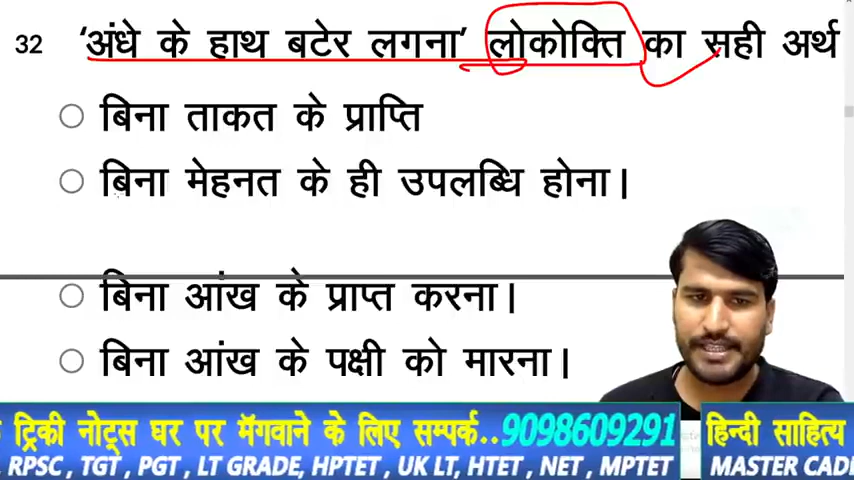 32 'अंधे के हाथ बटेर लगना' लोकोक्ति का सही अर्थ
बिना ताकत के प्राप्ति
बिना मेहनत के ही उपलब्धि होना।
बिना आंख के प्राप्त करना।
बिना आंख के पक्षी को मारना।
ट्रिकी नोट्स घर पर मॅगवाने के लिए सम्पर्क..9098609291 हिन्दी साहित्य
, RPSC, TGT, PGT, LT GRADE, HPTET, UK LT, HTET, NET, MPTET MASTER CADE